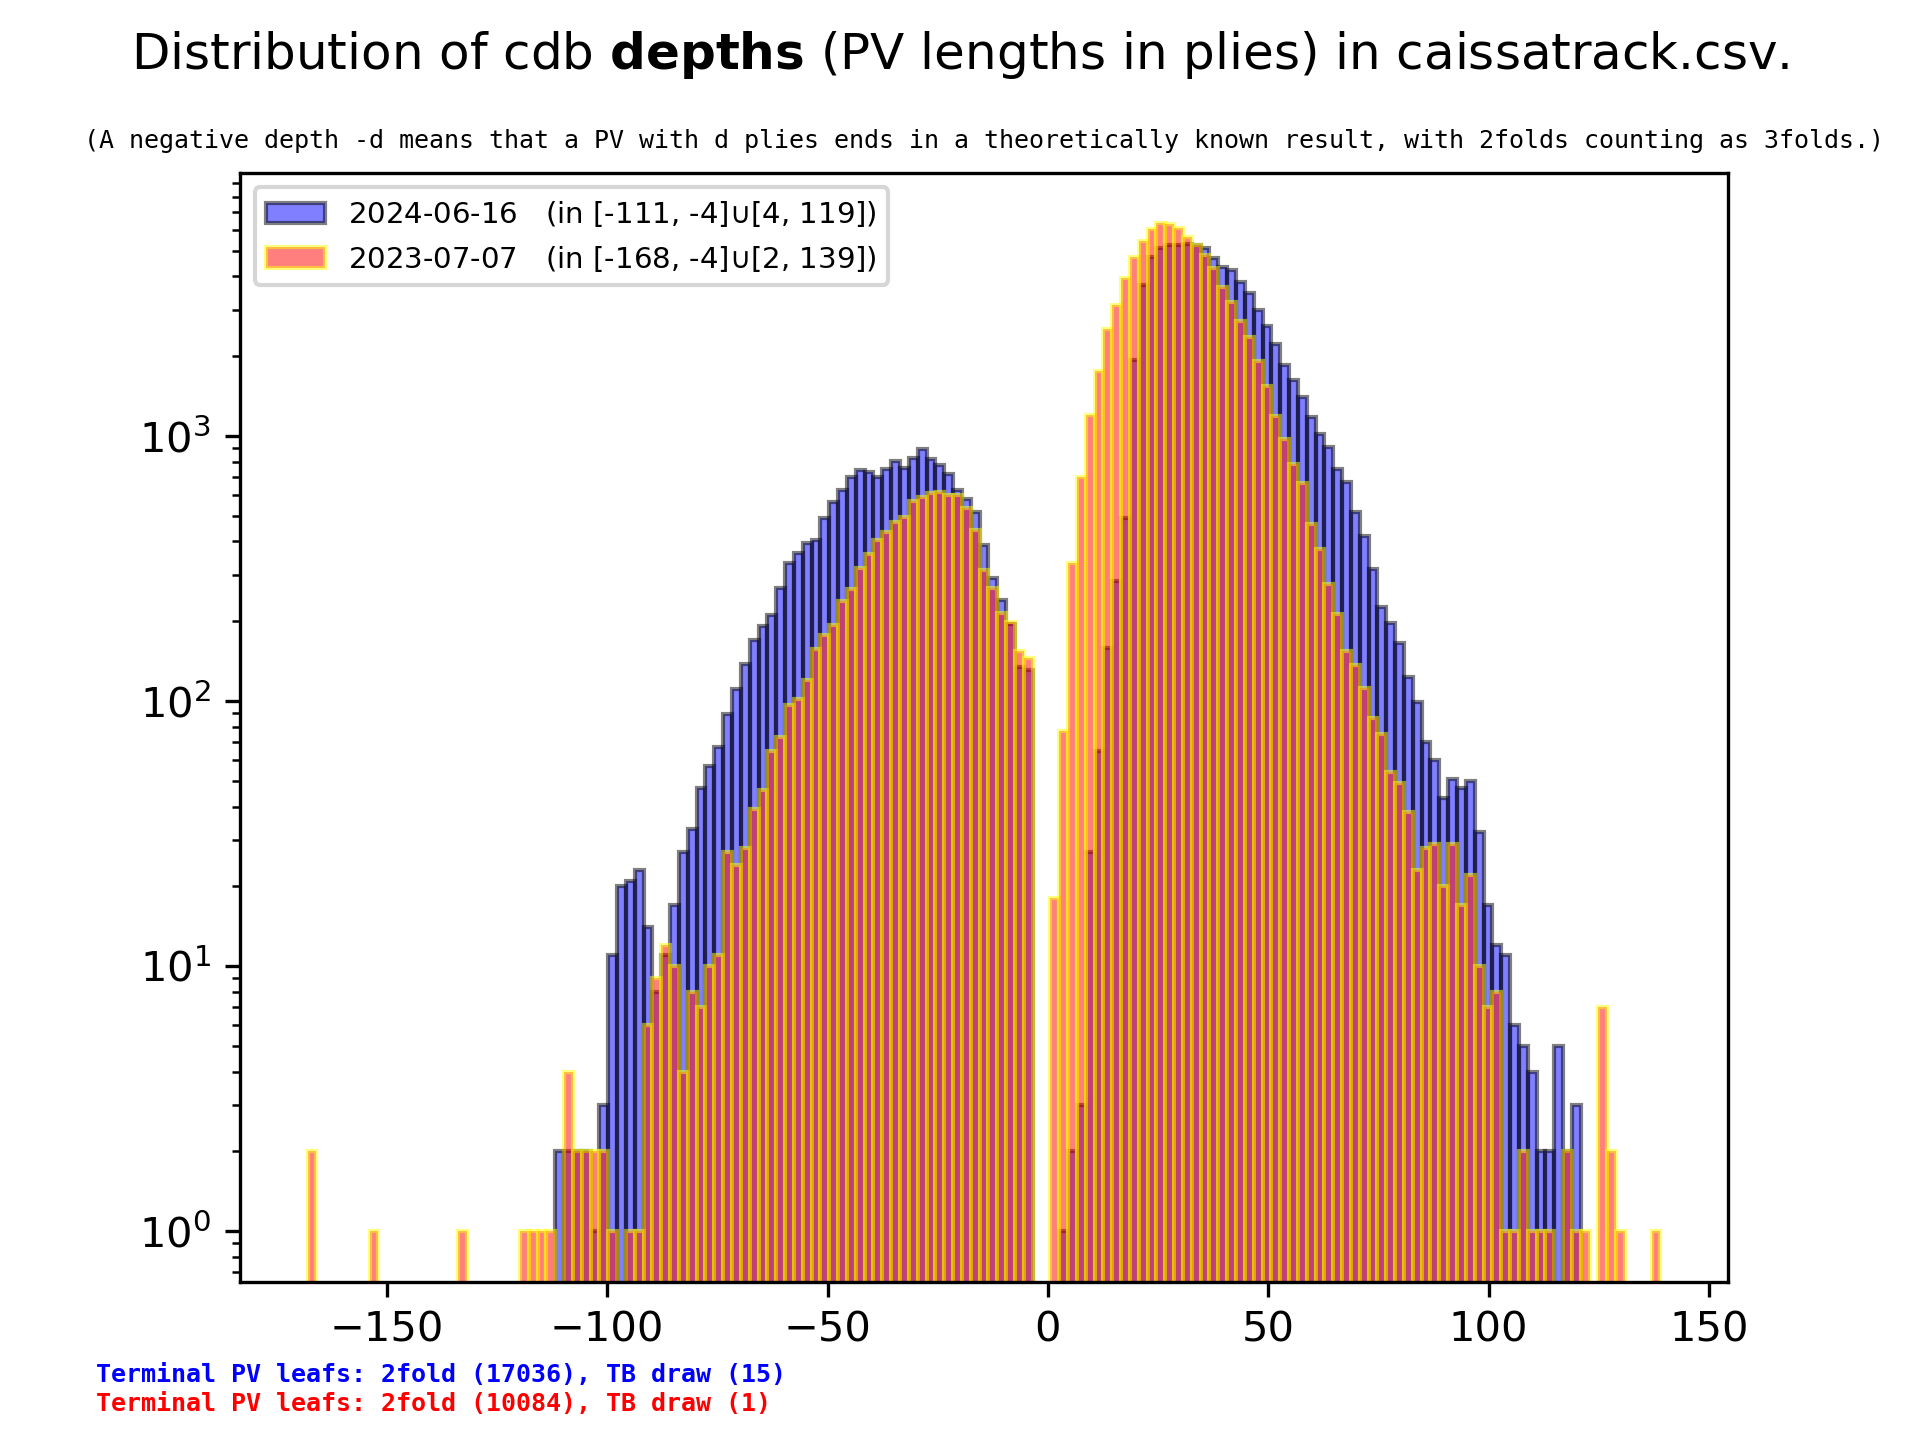 Distribution of cdb depths (PV lengths in plies) in caissatrack.csv.
(A negative depth -d means that a PV with d plies ends in a theoretically known result, with 2folds counting as 3folds.)
2024-06-16 (in [-111, -4]∪[4, 119])
2023-07-07 (in [-168, -4]∪[2, 139])
10³
10²
10¹
10⁰
−150 −100 −50 0 50 100 150
Terminal PV leafs: 2fold (17036), TB draw (15)
Terminal PV leafs: 2fold (10084), TB draw (1)